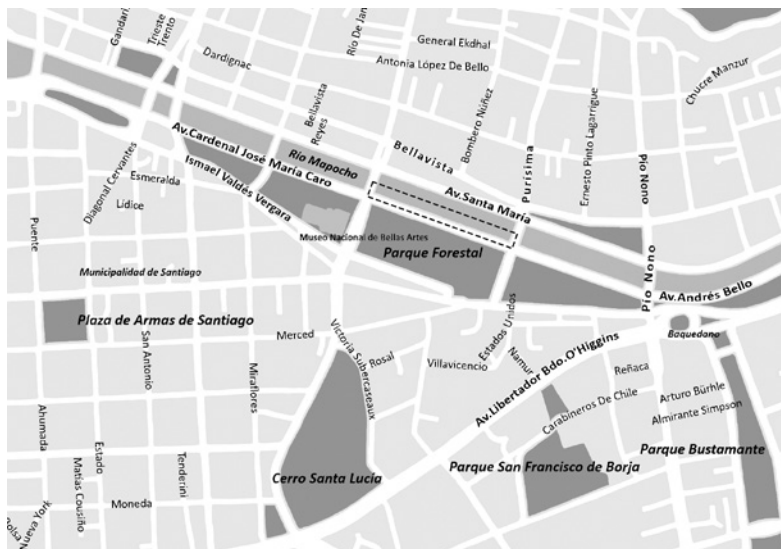 Gandarillas
Trieste
Trento
Dardignac
Río De Jan
General Ekdhal
Antonia López De Bello
Chucre Manzur
Bellavista
Reyes
Bellavista
Bombero Núñez
Purísima
Ernesto Pinto Lagarrigue
Pío Nono
Río Mapocho
Av.Cardenal José María Caro
Av.Santa María
Ismael Valdés Vergara
Diagonal Cervantes
Esmeralda
Lídice
Puente
Museo Nacional de Bellas Artes
Parque Forestal
Pío Nono
Av.Andrés Bello
Municipalidad de Santiago
Plaza de Armas de Santiago
San Antonio
Merced
Miraflores
Victoria Subercaseaux
Rosal
Villavicencio
Estados Unidos
Namur
Av.Libertador Bdo.O'Higgins
Baquedano
Reñaca
Carabineros De Chile
Arturo Bürhle
Almirante Simpson
Ahumada
Estado
Matías Cousiño
Tenderini
Moneda
Nueva York
olsa
Cerro Santa Lucía
Parque San Francisco de Borja
Parque Bustamante